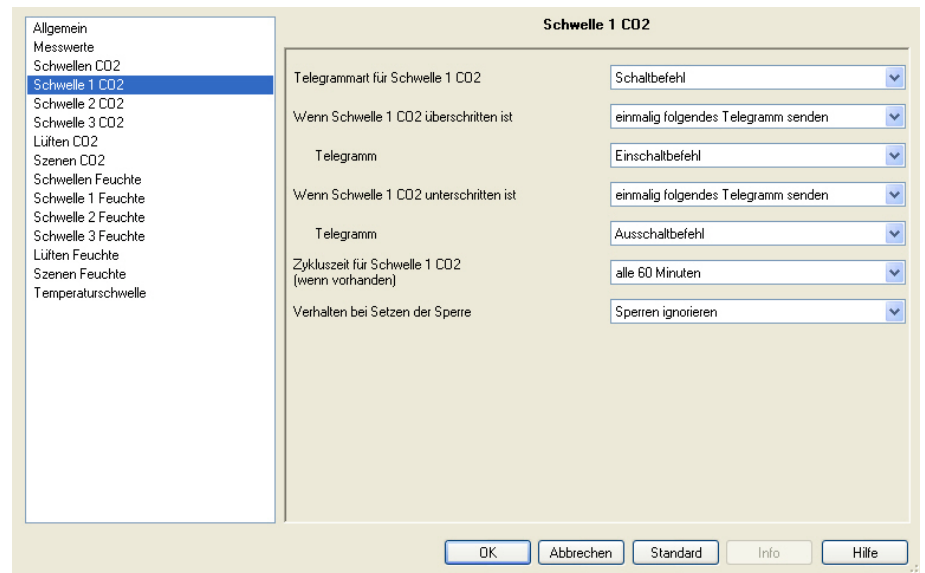 Allgemein
Messwerte
Schwellen CO2
Schwelle 1 CO2
Schwelle 2 CO2
Schwelle 3 CO2
Lüften CO2
Szenen CO2
Schwellen Feuchte
Schwelle 1 Feuchte
Schwelle 2 Feuchte
Schwelle 3 Feuchte
Lüften Feuchte
Szenen Feuchte
Temperaturschwelle
Schwelle 1 CO2
Telegrammart für Schwelle 1 CO2 Schaltbefehl
Wenn Schwelle 1 CO2 überschritten ist einmalig folgendes Telegramm senden
Telegramm Einschaltbefehl
Wenn Schwelle 1 CO2 unterschritten ist einmalig folgendes Telegramm senden
Telegramm Ausschaltbefehl
Zykluszeit für Schwelle 1 CO2
(wenn vorhanden) alle 60 Minuten
Verhalten bei Setzen der Sperre Sperren ignorieren
OK Abbrechen Standard Info Hilfe